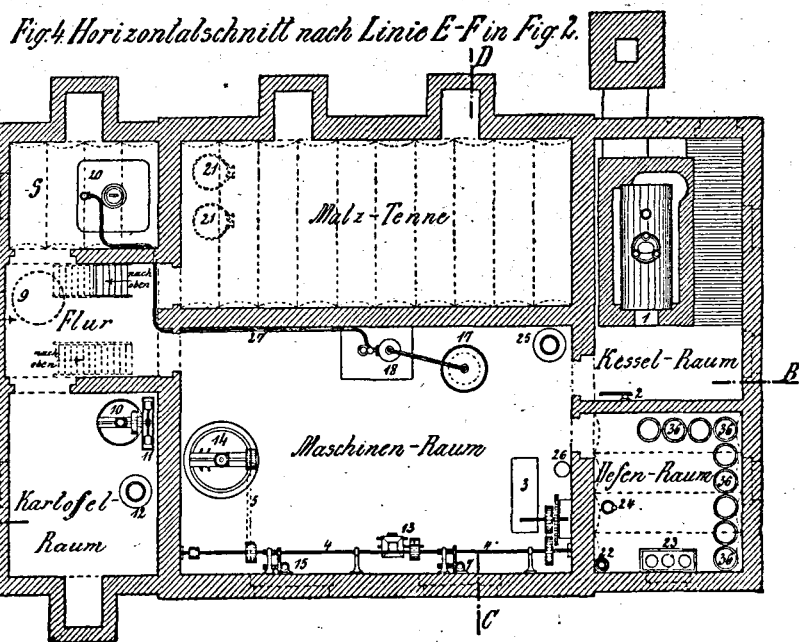 Fig.4. Horizontalschnitt nach Linie E-F in Fig 2.
D
S
20
21
21
Malz-Tenne
nach
oben
9
Flur
nach
oben
1
27
18
17
25
Kessel-Raum
B
2
10
11
14
Maschinen-Raum
36
36
26
Hefen-Raum
3
36
5
24
Kartofel-
Raum
12
13
4
4
15
7
22
23
36
C